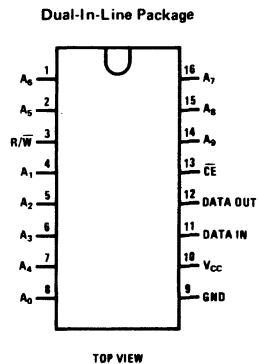 Dual-In-Line Package
A₆ 1 16 A₇
A₅ 2 15 A₈
R/W̅ 3 14 A₉
A₁ 4 13 C̅E̅
A₂ 5 12 DATA OUT
A₃ 6 11 DATA IN
A₄ 7 10 V꜀꜀
A₀ 8 9 GND
TOP VIEW